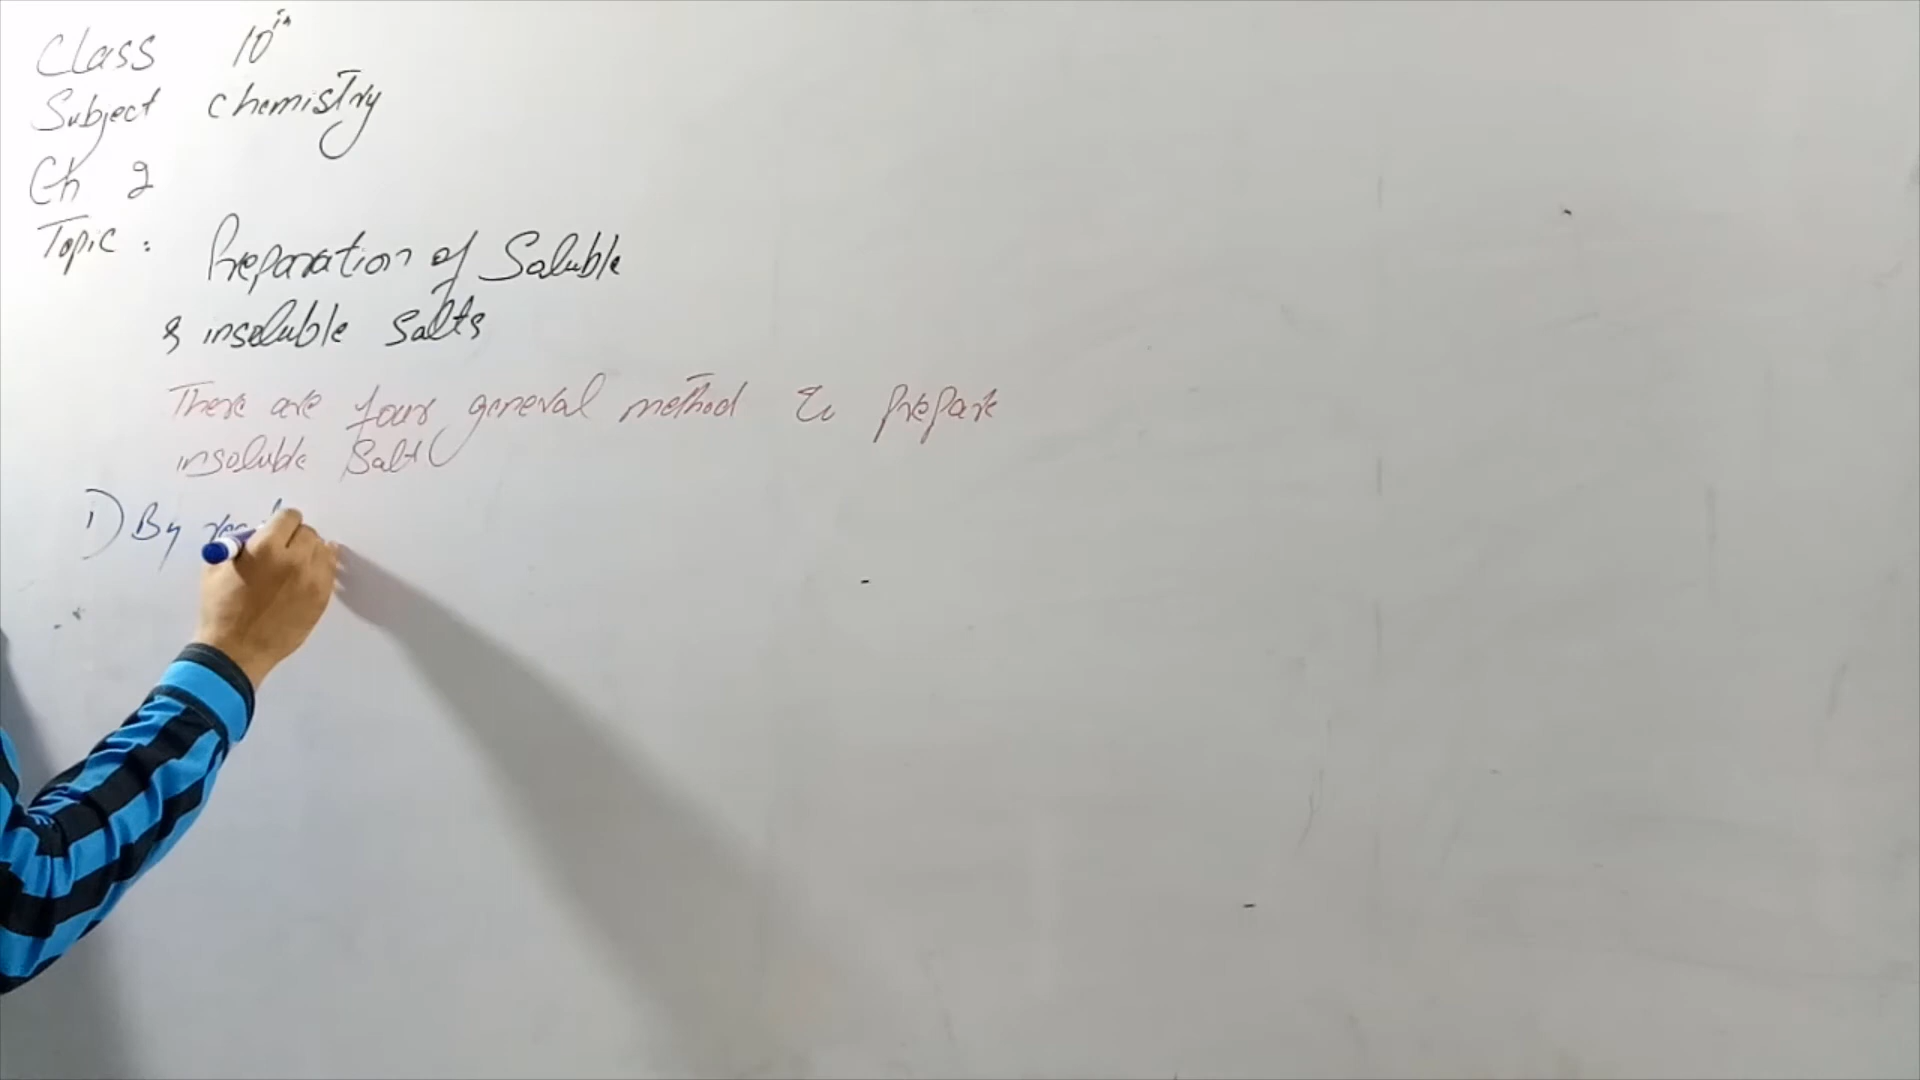 Class 10th
Subject Chemistry
Ch 2
Topic : Preparation of Soluble
& insoluble Salts
There are four general method to prepare
insoluble Salt
1) By